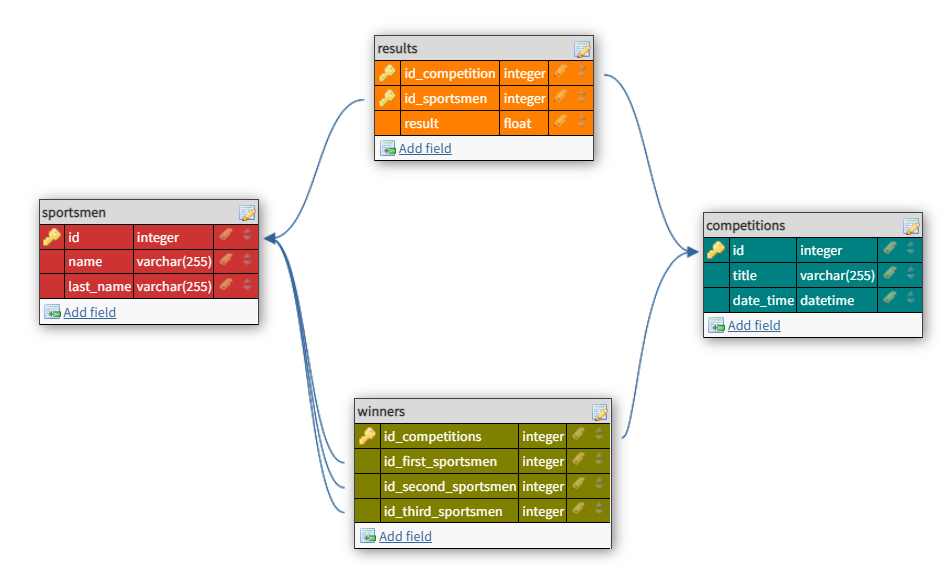 results
id_competition integer
id_sportsmen integer
result float
Add field
sportsmen
id integer
name varchar(255)
last_name varchar(255)
Add field
competitions
id integer
title varchar(255)
date_time datetime
Add field
winners
id_competitions integer
id_first_sportsmen integer
id_second_sportsmen integer
id_third_sportsmen integer
Add field